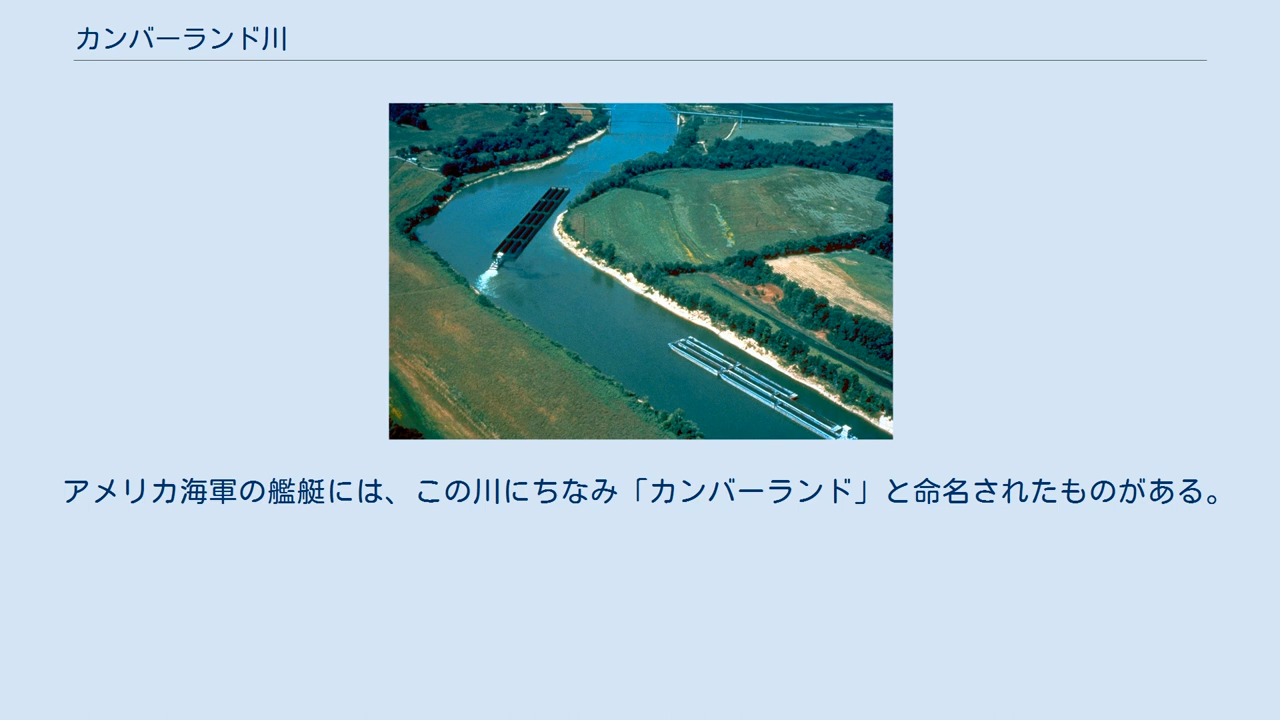 カンバーランド川
アメリカ海軍の艦艇には、この川にちなみ「カンバーランド」と命名されたものがある。